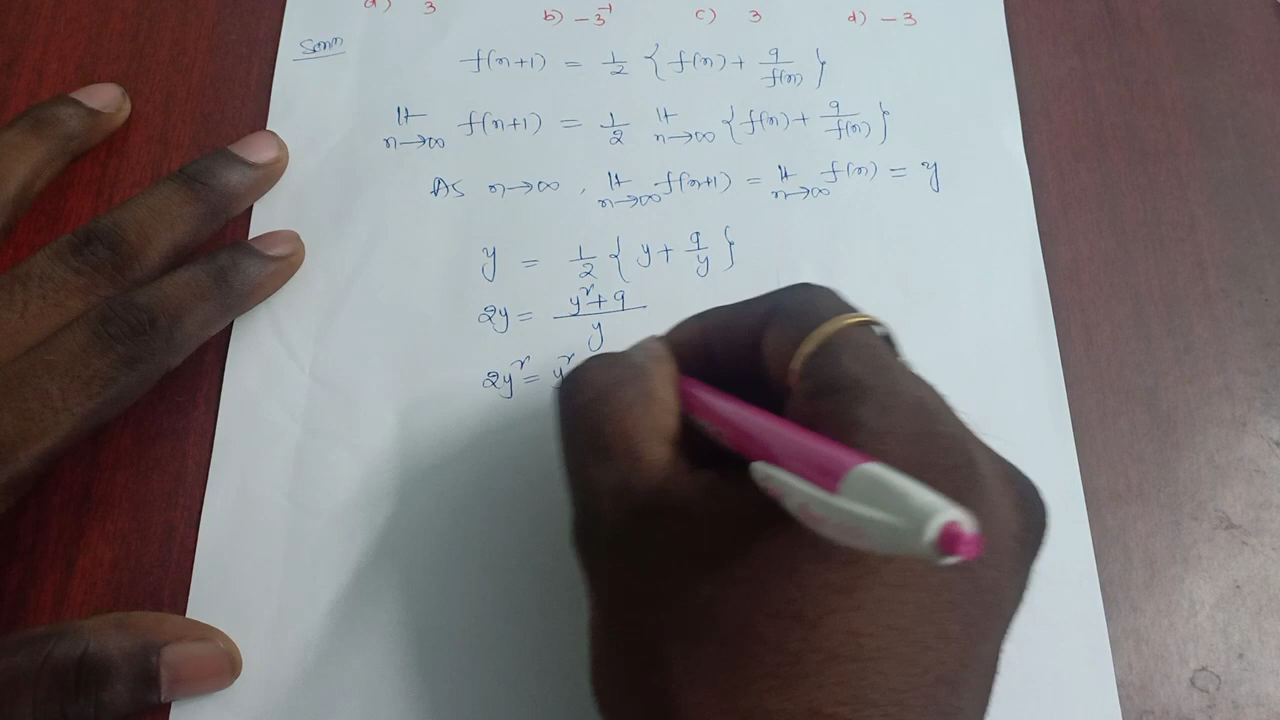 a) 3 b) -3⁻¹ c) 3 d) -3
Soln
f(n+1) = 1/2 { f(n) + 9/f(n) }
lt n→∞ f(n+1) = 1/2 lt n→∞ { f(n) + 9/f(n) }
As n→∞, lt n→∞ f(n+1) = lt n→∞ f(n) = y
y = 1/2 { y + 9/y }
2y = (y² + 9)/y
2y² = y²